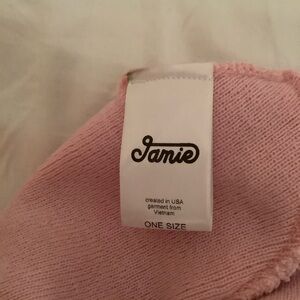 Jamie
created in USA
garment from
Vietnam
ONE SIZE